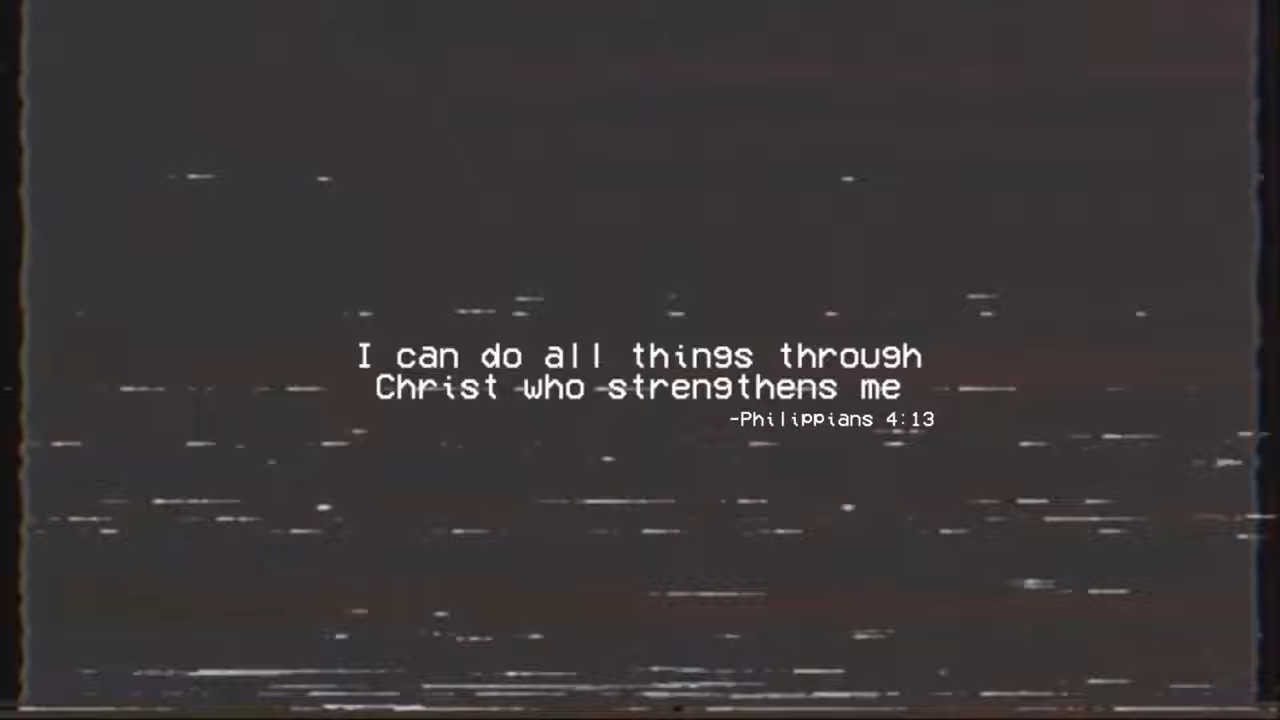 I can do all things through
Christ who strengthens me
-Philippians 4:13